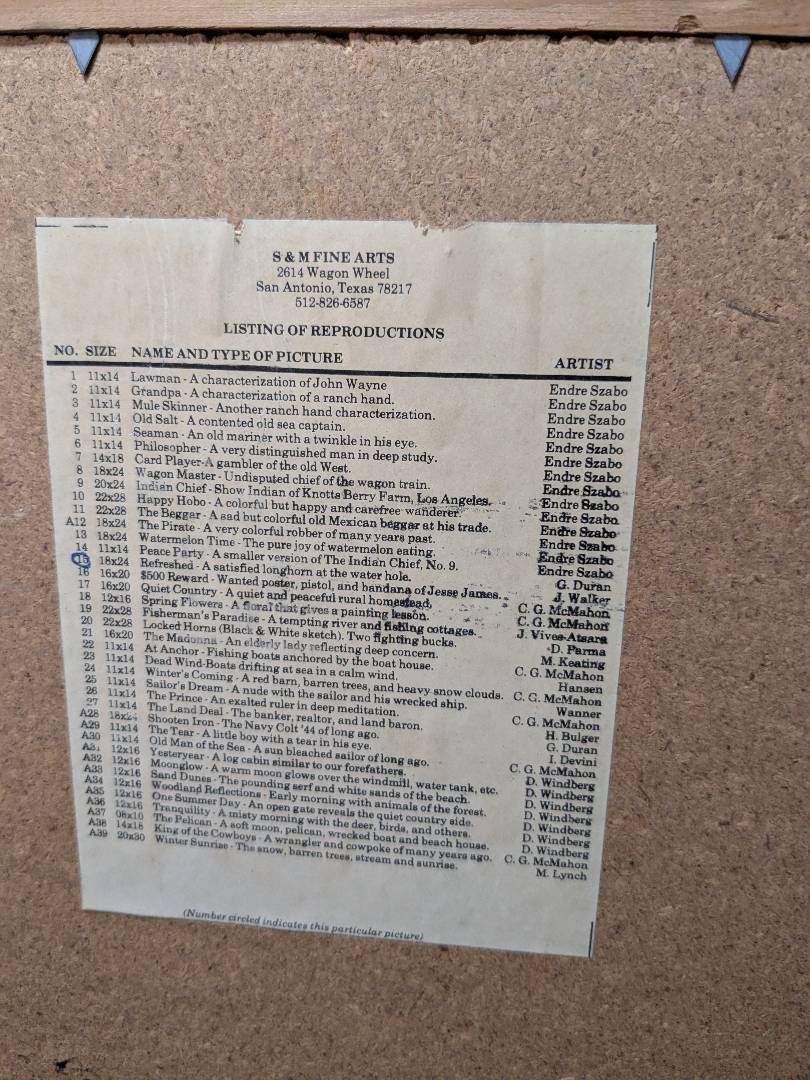 S & M FINE ARTS
2614 Wagon Wheel
San Antonio, Texas 78217
512-826-6587
LISTING OF REPRODUCTIONS
NO. SIZE NAME AND TYPE OF PICTURE ARTIST
1 11x14 Lawman - A characterization of John Wayne Endre Szabo
2 11x14 Grandpa - A characterization of a ranch hand. Endre Szabo
3 11x14 Mule Skinner - Another ranch hand characterization. Endre Szabo
4 11x14 Old Salt - A contented old sea captain. Endre Szabo
5 11x14 Seaman - An old mariner with a twinkle in his eye. Endre Szabo
6 11x14 Philosopher - A very distinguished man in deep study. Endre Szabo
7 14x18 Card Player-A gambler of the old West. Endre Szabo
8 18x24 Wagon Master - Undisputed chief of the wagon train. Endre Szabo
9 20x24 Indian Chief - Show Indian of Knotts Berry Farm, Los Angeles. Endre Szabo
10 22x28 Happy Hobo - A colorful but happy and carefree wanderer. Endre Szabo
11 22x28 The Beggar - A sad but colorful old Mexican beggar at his trade. Endre Szabo
A12 18x24 The Pirate - A very colorful robber of many years past. Endre Szabo
13 18x24 Watermelon Time - The pure joy of watermelon eating. Endre Szabo
14 11x14 Peace Party - A smaller version of The Indian Chief, No. 9. Endre Szabo
15 18x24 Refreshed - A satisfied longhorn at the water hole. G. Duran
16 16x20 $500 Reward - Wanted poster, pistol, and bandana of Jesse James. J. Walker
17 16x20 Quiet Country - A quiet and peaceful rural homestead, C. G. McMahon
18 12x16 Spring Flowers - A floral that gives a painting lesson. C. G. McMahon
19 22x28 Fisherman's Paradise - A tempting river and fishing cottages. J. Vives-Atsara
20 22x28 Locked Horns (Black & White sketch). Two fighting bucks. D. Parma
21 16x20 The Madonna - An elderly lady reflecting deep concern. M. Keating
22 11x14 At Anchor - Fishing boats anchored by the boat house. C. G. McMahon
23 11x14 Dead Wind-Boats drifting at sea in a calm wind. Hansen
24 11x14 Winter's Coming - A red barn, barren trees, and heavy snow clouds. C. G. McMahon
25 11x14 Sailor's Dream - A nude with the sailor and his wrecked ship. Wanner
26 11x14 The Prince - An exalted ruler in deep meditation. C. G. McMahon
27 11x14 The Land Deal - The banker, realtor, and land baron. H. Bulger
A28 18x24 Shooten Iron - The Navy Colt '44 of long ago. G. Duran
A29 11x14 The Tear - A little boy with a tear in his eye. I. Devini
A30 11x14 Old Man of the Sea - A sun bleached sailor of long ago. C. G. McMahon
A31 12x16 Yesteryear - A log cabin similar to our forefathers. D. Windberg
A32 12x16 Moonglow - A warm moon glows over the windmill, water tank, etc. D. Windberg
A33 12x16 Sand Dunes - The pounding serf and white sands of the beach. D. Windberg
A34 12x16 Woodland Reflections - Early morning with animals of the forest. D. Windberg
A35 12x16 One Summer Day - An open gate reveals the quiet country side. D. Windberg
A36 12x16 Tranquility - A misty morning with the deer, birds, and others. D. Windberg
A37 08x10 The Pelican - A soft moon, pelican, wrecked boat and beach house. D. Windberg
A38 14x18 King of the Cowboys - A wrangler and cowpoke of many years ago. C. G. McMahon
A39 20x30 Winter Sunrise - The snow, barren trees, stream and sunrise. M. Lynch
(Number circled indicates this particular picture)